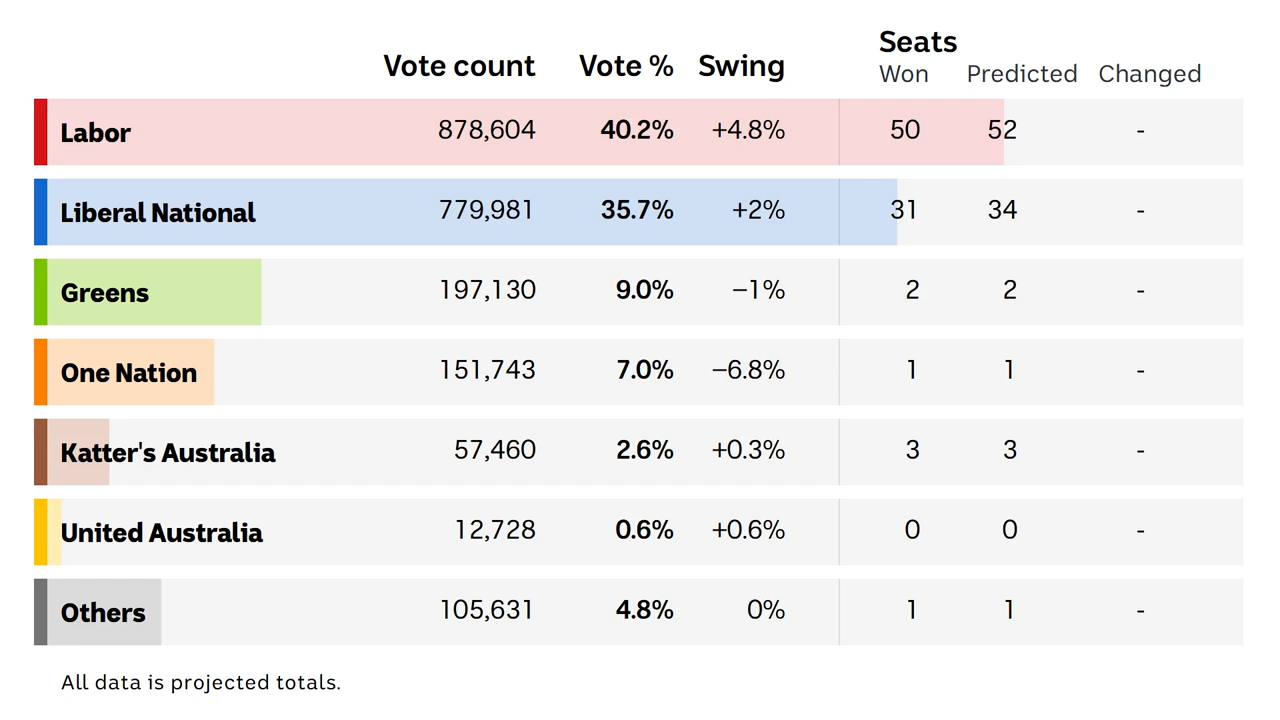 Seats
Vote count Vote % Swing Won Predicted Changed
Labor 878,604 40.2% +4.8% 50 52 -
Liberal National 779,981 35.7% +2% 31 34 -
Greens 197,130 9.0% −1% 2 2 -
One Nation 151,743 7.0% −6.8% 1 1 -
Katter's Australia 57,460 2.6% +0.3% 3 3 -
United Australia 12,728 0.6% +0.6% 0 0 -
Others 105,631 4.8% 0% 1 1 -
All data is projected totals.